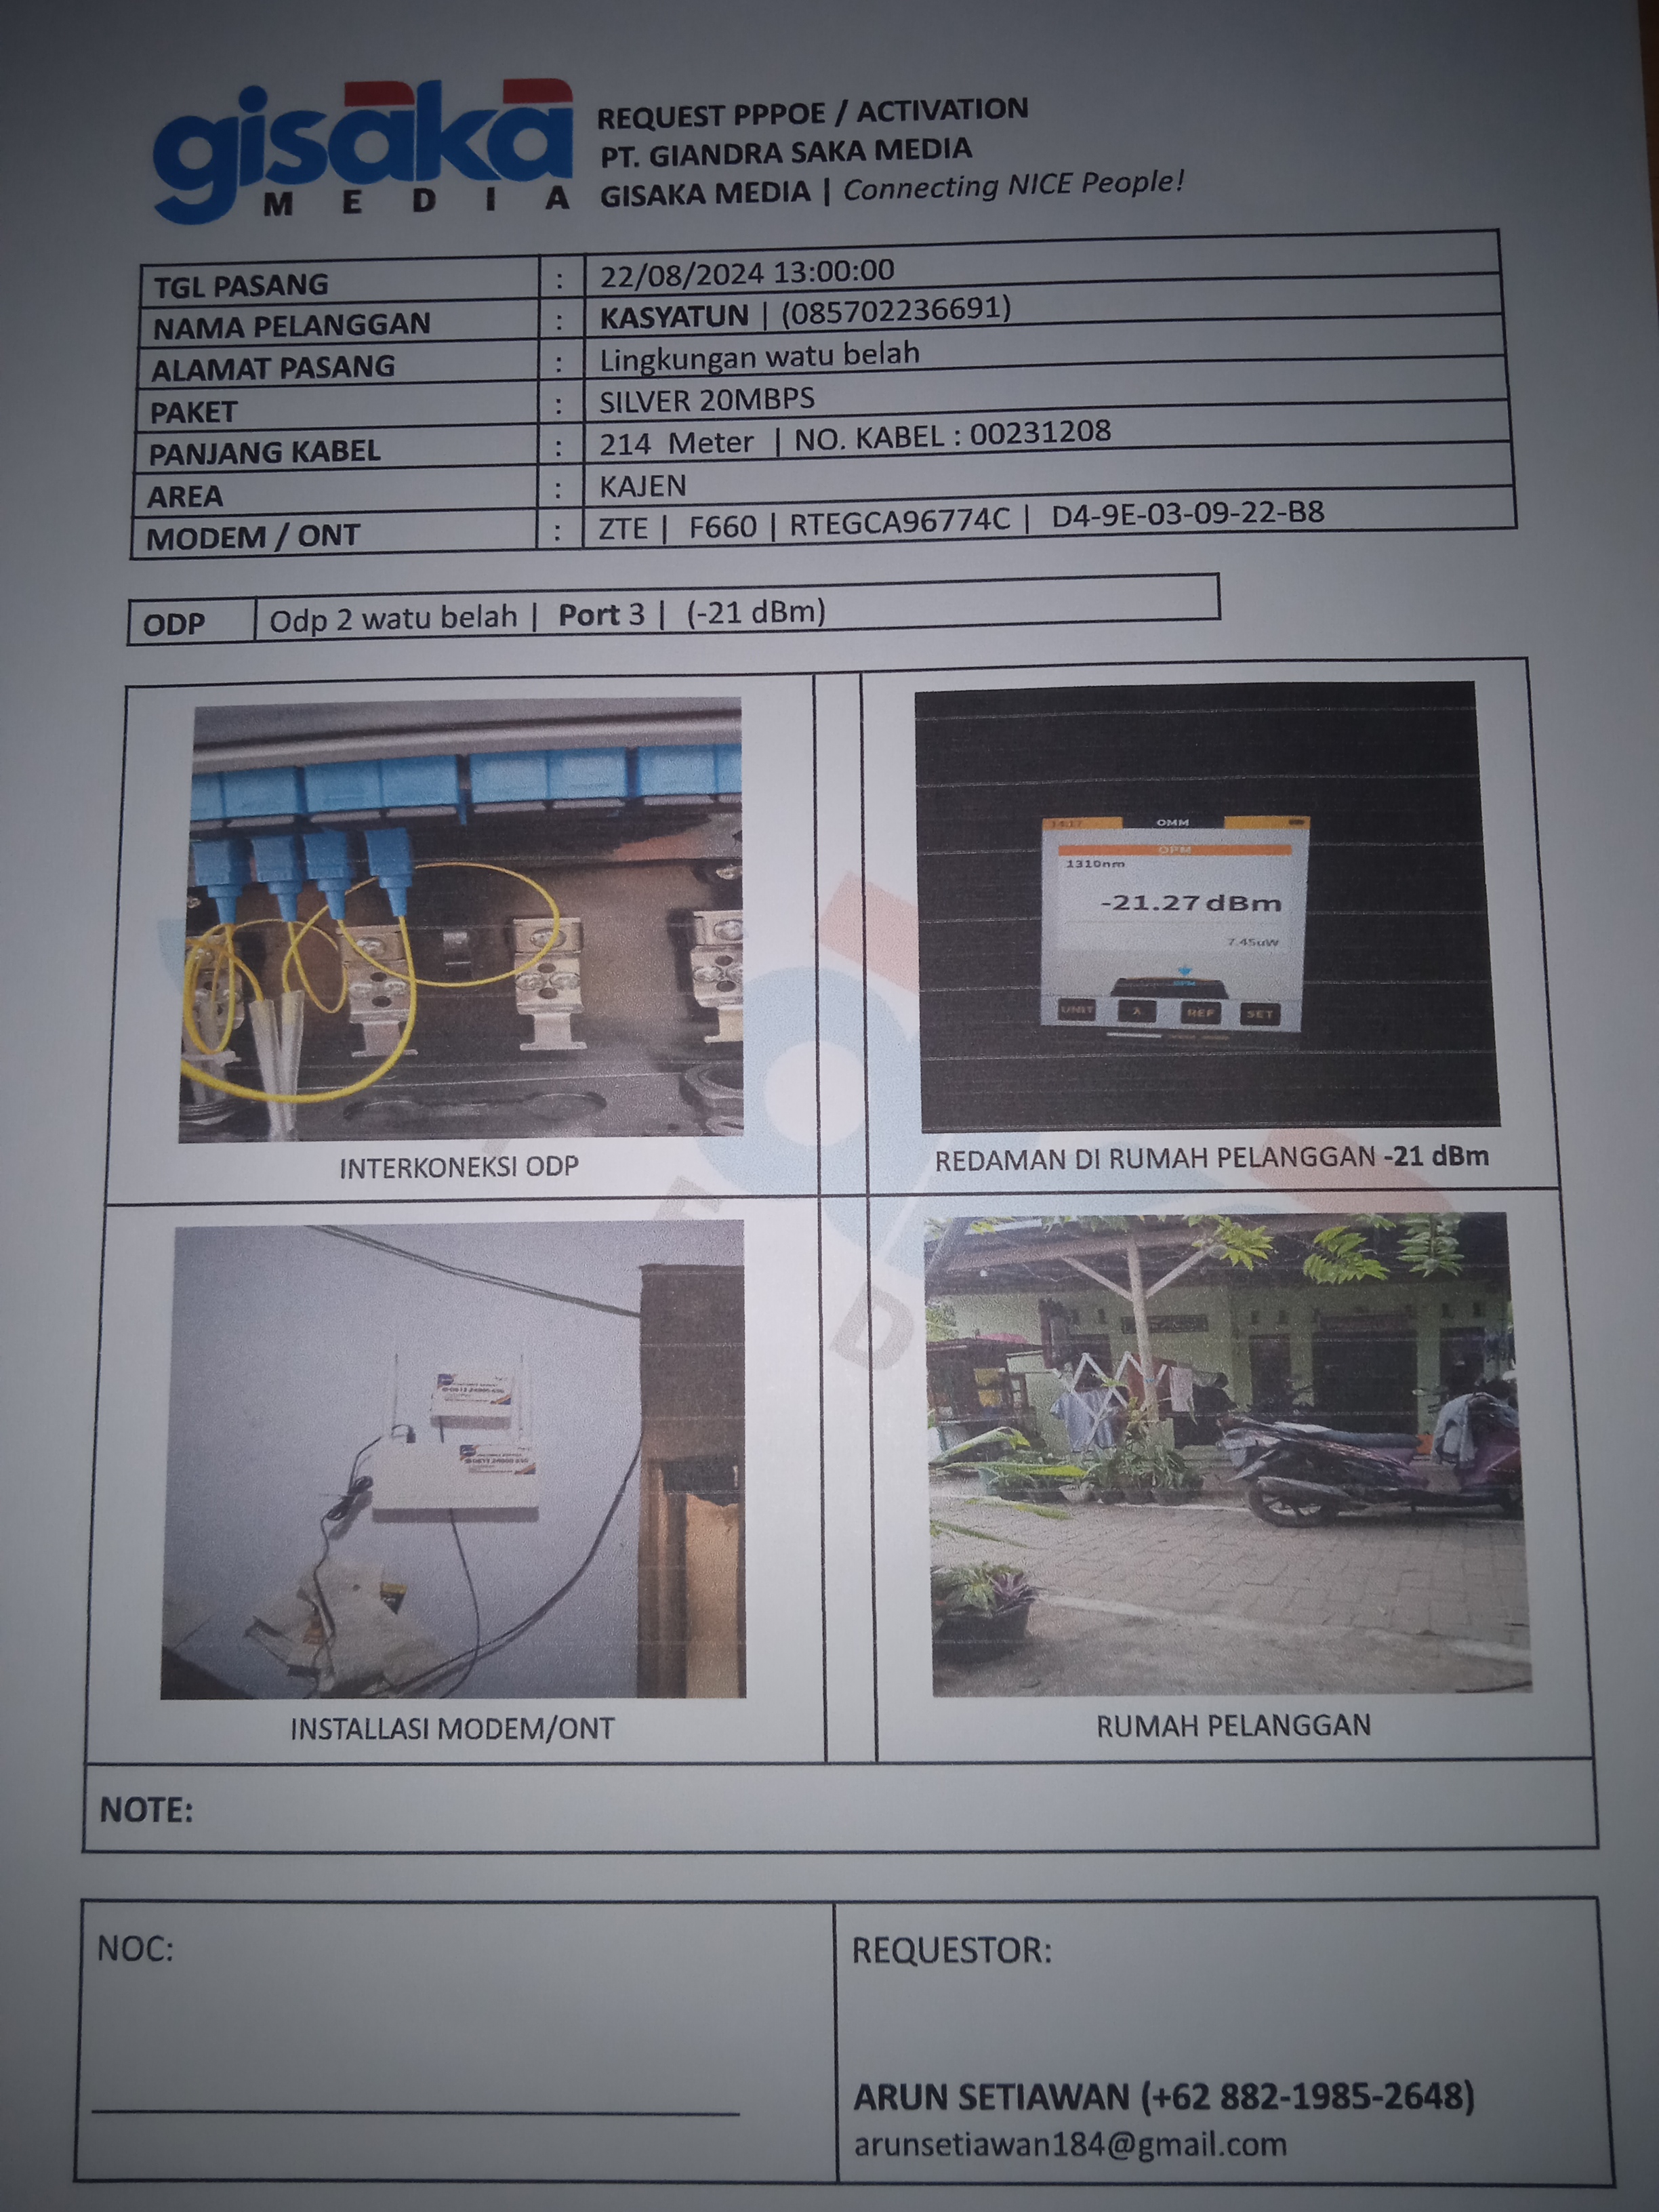 gisaka
MEDIA
REQUEST PPPOE / ACTIVATION
PT. GIANDRA SAKA MEDIA
GISAKA MEDIA | Connecting NICE People!
TGL PASANG : 22/08/2024 13:00:00
NAMA PELANGGAN : KASYATUN | (085702236691)
ALAMAT PASANG : Lingkungan watu belah
PAKET : SILVER 20MBPS
PANJANG KABEL : 214 Meter | NO. KABEL : 00231208
AREA : KAJEN
MODEM / ONT : ZTE | F660 | RTEGCA96774C | D4-9E-03-09-22-B8
ODP Odp 2 watu belah | Port 3 | (-21 dBm)
14:17 OMM
OPM
1310nm
-21.27 dBm
7.45uW
OPM
UNIT λ REF SET
INTERKONEKSI ODP
REDAMAN DI RUMAH PELANGGAN -21 dBm
INSTALLASI MODEM/ONT
RUMAH PELANGGAN
NOTE:
NOC:
REQUESTOR:
ARUN SETIAWAN (+62 882-1985-2648)
arunsetiawan184@gmail.com